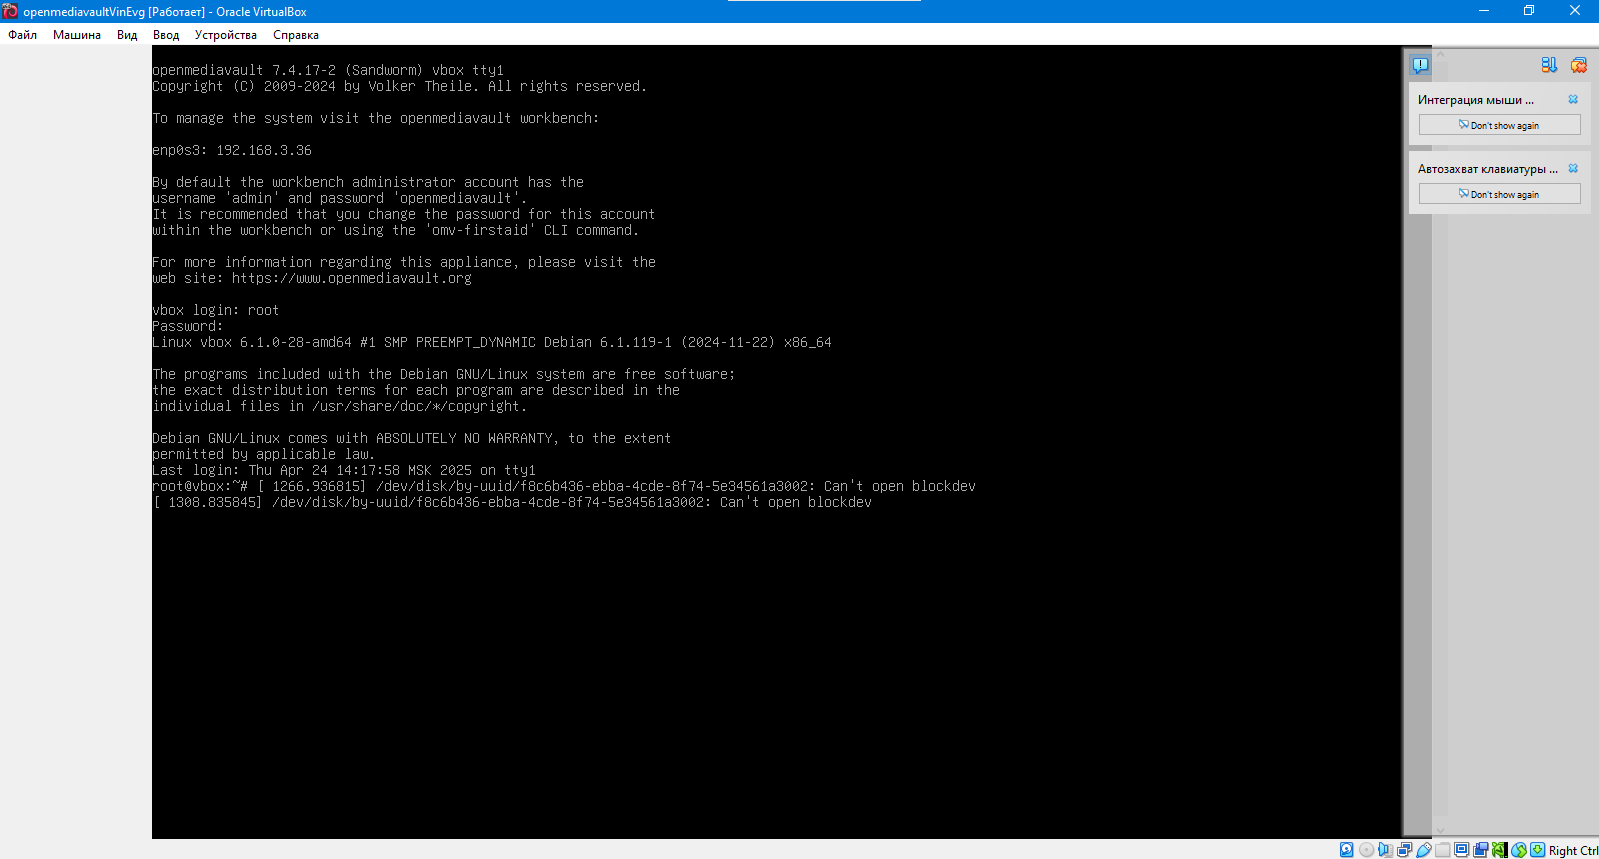 openmediavaultVinEvg [Работает] - Oracle VirtualBox
Файл Машина Вид Ввод Устройства Справка
openmediavault 7.4.17-2 (Sandworm) vbox tty1
Copyright (C) 2009-2024 by Volker Theile. All rights reserved.
To manage the system visit the openmediavault workbench:
enp0s3: 192.168.3.36
By default the workbench administrator account has the
username 'admin' and password 'openmediavault'.
It is recommended that you change the password for this account
within the workbench or using the 'omv-firstaid' CLI command.
For more information regarding this appliance, please visit the
web site: https://www.openmediavault.org
vbox login: root
Password:
Linux vbox 6.1.0-28-amd64 #1 SMP PREEMPT_DYNAMIC Debian 6.1.119-1 (2024-11-22) x86_64
The programs included with the Debian GNU/Linux system are free software;
the exact distribution terms for each program are described in the
individual files in /usr/share/doc/*/copyright.
Debian GNU/Linux comes with ABSOLUTELY NO WARRANTY, to the extent
permitted by applicable law.
Last login: Thu Apr 24 14:17:58 MSK 2025 on tty1
root@vbox:~# [ 1266.936815] /dev/disk/by-uuid/f8c6b436-ebba-4cde-8f74-5e34561a3002: Can't open blockdev
[ 1308.835845] /dev/disk/by-uuid/f8c6b436-ebba-4cde-8f74-5e34561a3002: Can't open blockdev
Интеграция мыши ...
Don't show again
Автозахват клавиатуры ...
Don't show again
Right Ctrl